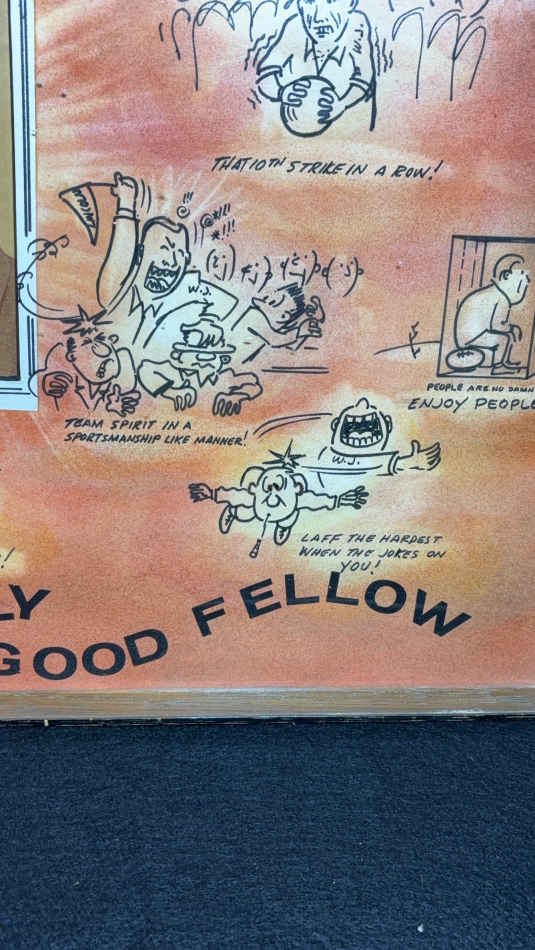 W.J.
THAT 10TH STRIKE IN A ROW!
!!!
@*!!!
*!!!
W.J.
TEAM SPIRIT IN A
SPORTSMANSHIP LIKE MANNER!
PEOPLE ARE NO DAMN
ENJOY PEOPLE
W.J.
LAFF THE HARDEST
WHEN THE JOKES ON
YOU!
!
LY
GOOD FELLOW